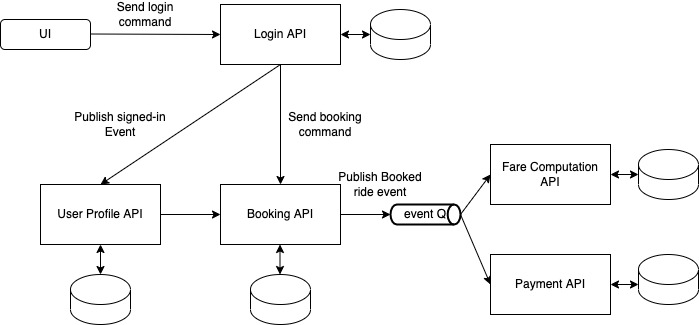 Send login
command
UI
Login API
Publish signed-in
Event
Send booking
command
Publish Booked
ride event
Fare Computation
API
User Profile API
Booking API
event Q
Payment API